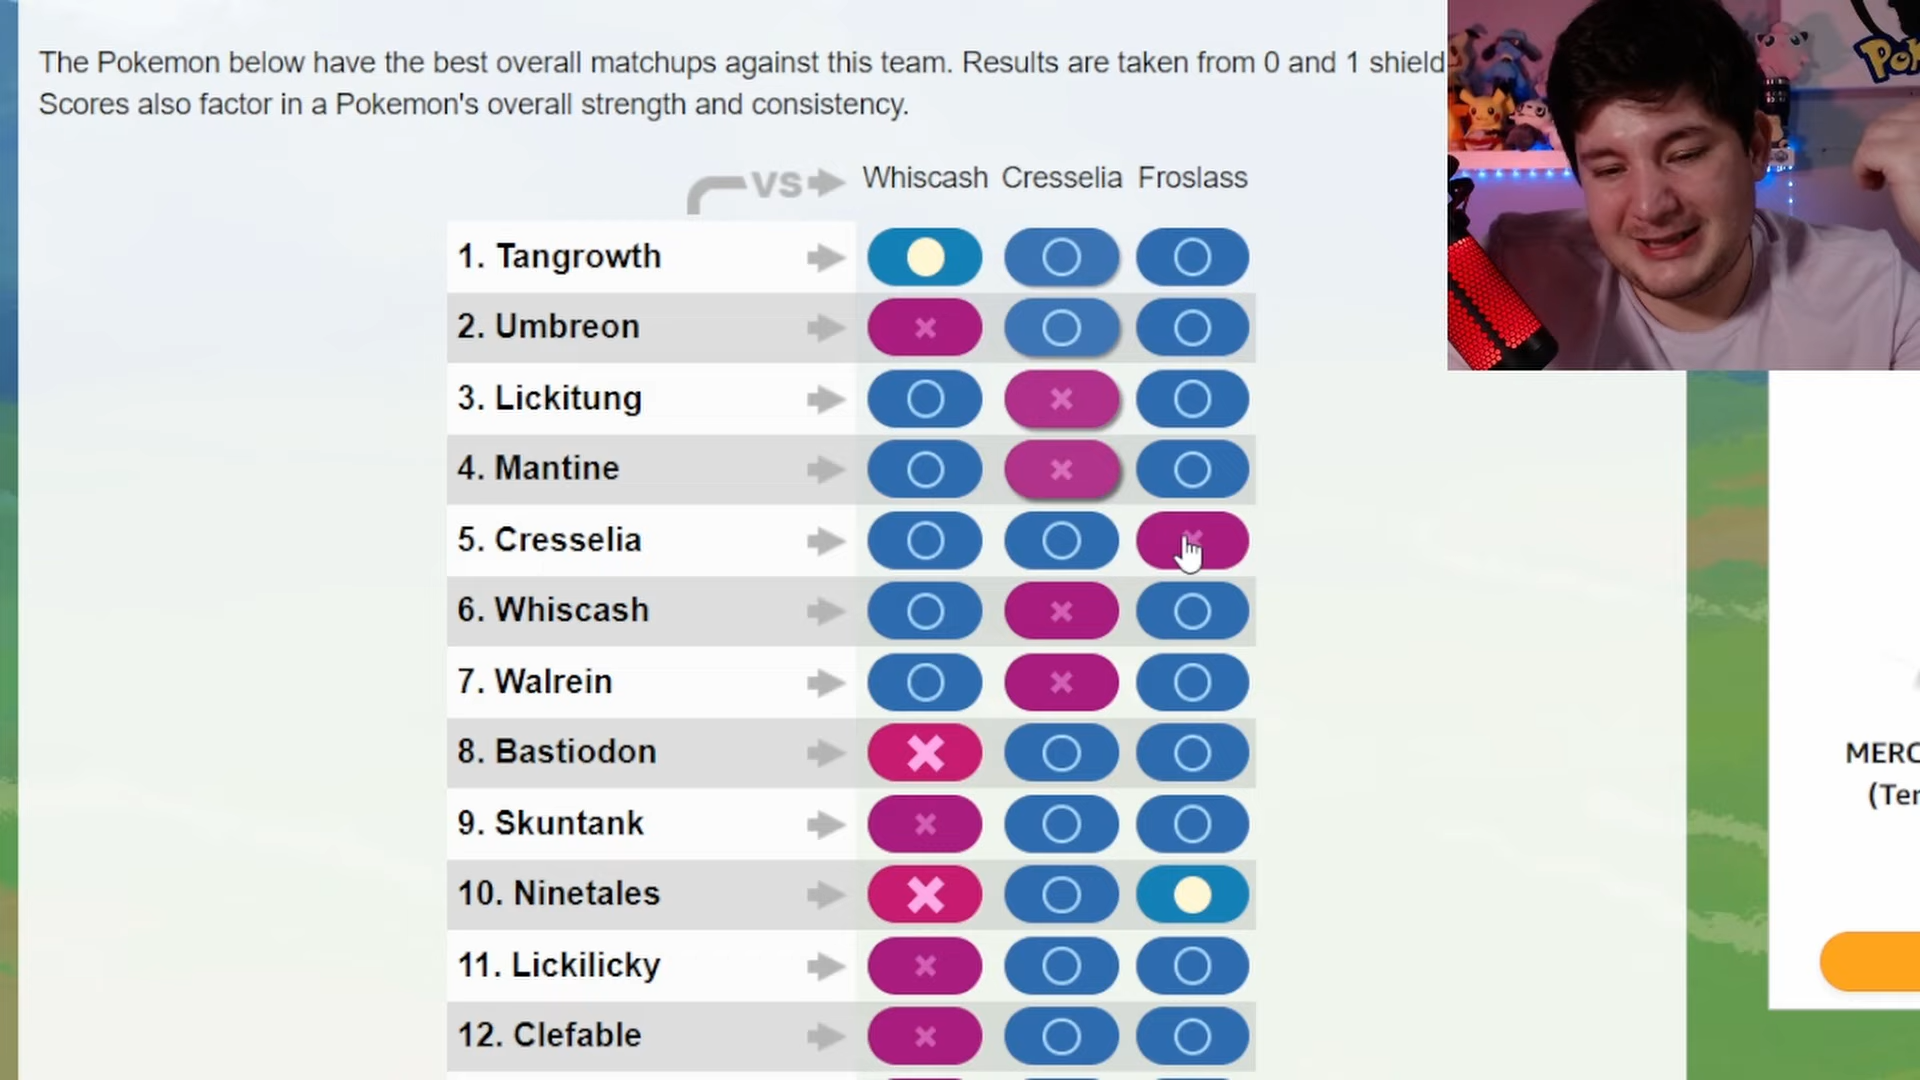 The Pokemon below have the best overall matchups against this team. Results are taken from 0 and 1 shield
Scores also factor in a Pokemon's overall strength and consistency.
VS Whiscash Cresselia Froslass
1. Tangrowth
2. Umbreon
3. Lickitung
4. Mantine
5. Cresselia
6. Whiscash
7. Walrein
8. Bastiodon
9. Skuntank
10. Ninetales
11. Lickilicky
12. Clefable